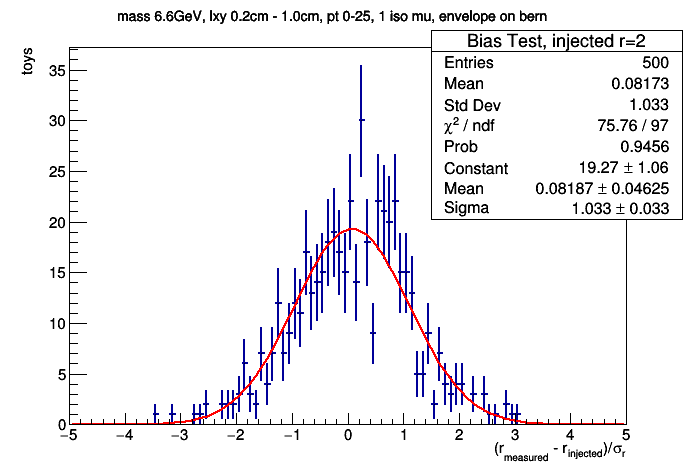 mass 6.6GeV, lxy 0.2cm - 1.0cm, pt 0-25, 1 iso mu, envelope on bern
Bias Test, injected r=2
Entries 500
Mean 0.08173
Std Dev 1.033
χ² / ndf 75.76 / 97
Prob 0.9456
Constant 19.27 ± 1.06
Mean 0.08187 ± 0.04625
Sigma 1.033 ± 0.033
toys
35
30
25
20
15
10
5
0
−5 −4 −3 −2 −1 0 1 2 3 4 5
(r_measured - r_injected)/σ_r